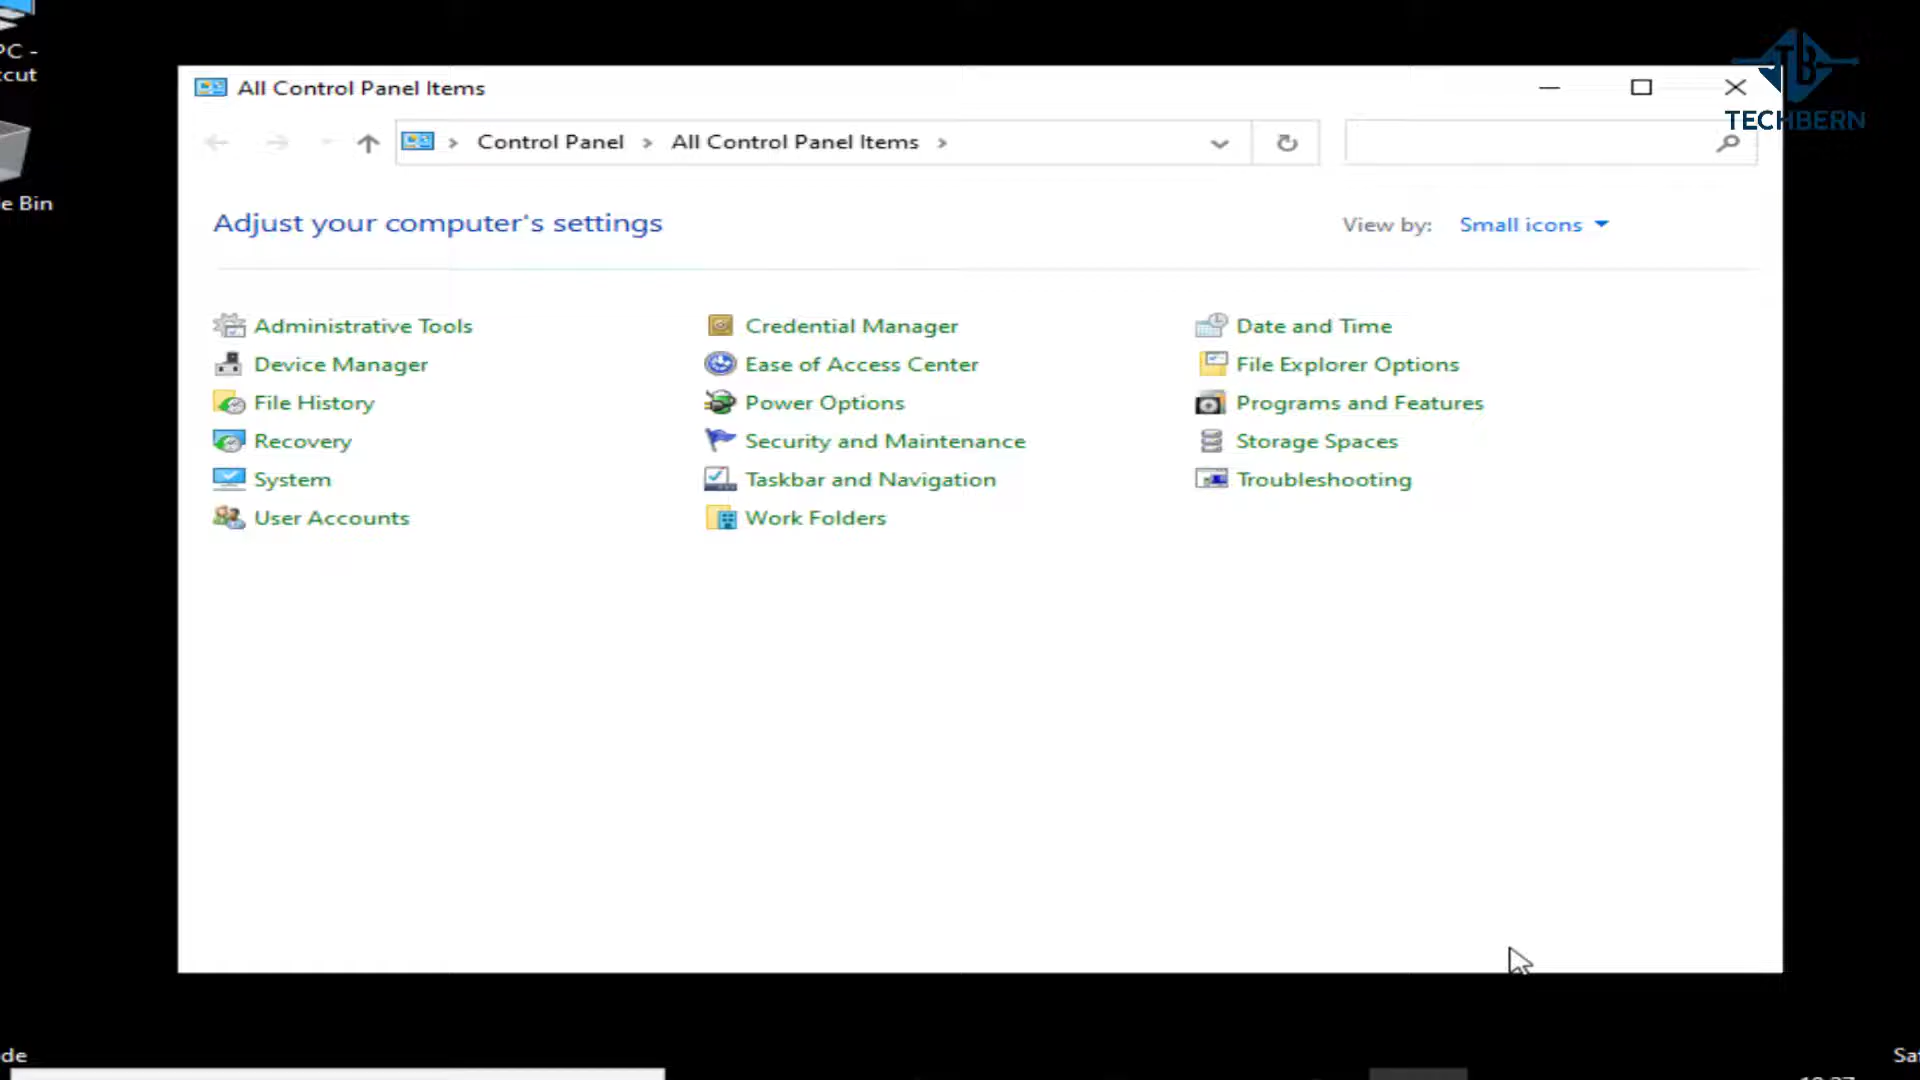 PC -
tcut
e Bin
All Control Panel Items
TECHBERN
Control Panel
All Control Panel Items
Adjust your computer's settings
View by: Small icons
Administrative Tools
Credential Manager
Date and Time
Device Manager
Ease of Access Center
File Explorer Options
File History
Power Options
Programs and Features
Recovery
Security and Maintenance
Storage Spaces
System
Taskbar and Navigation
Troubleshooting
User Accounts
Work Folders
de